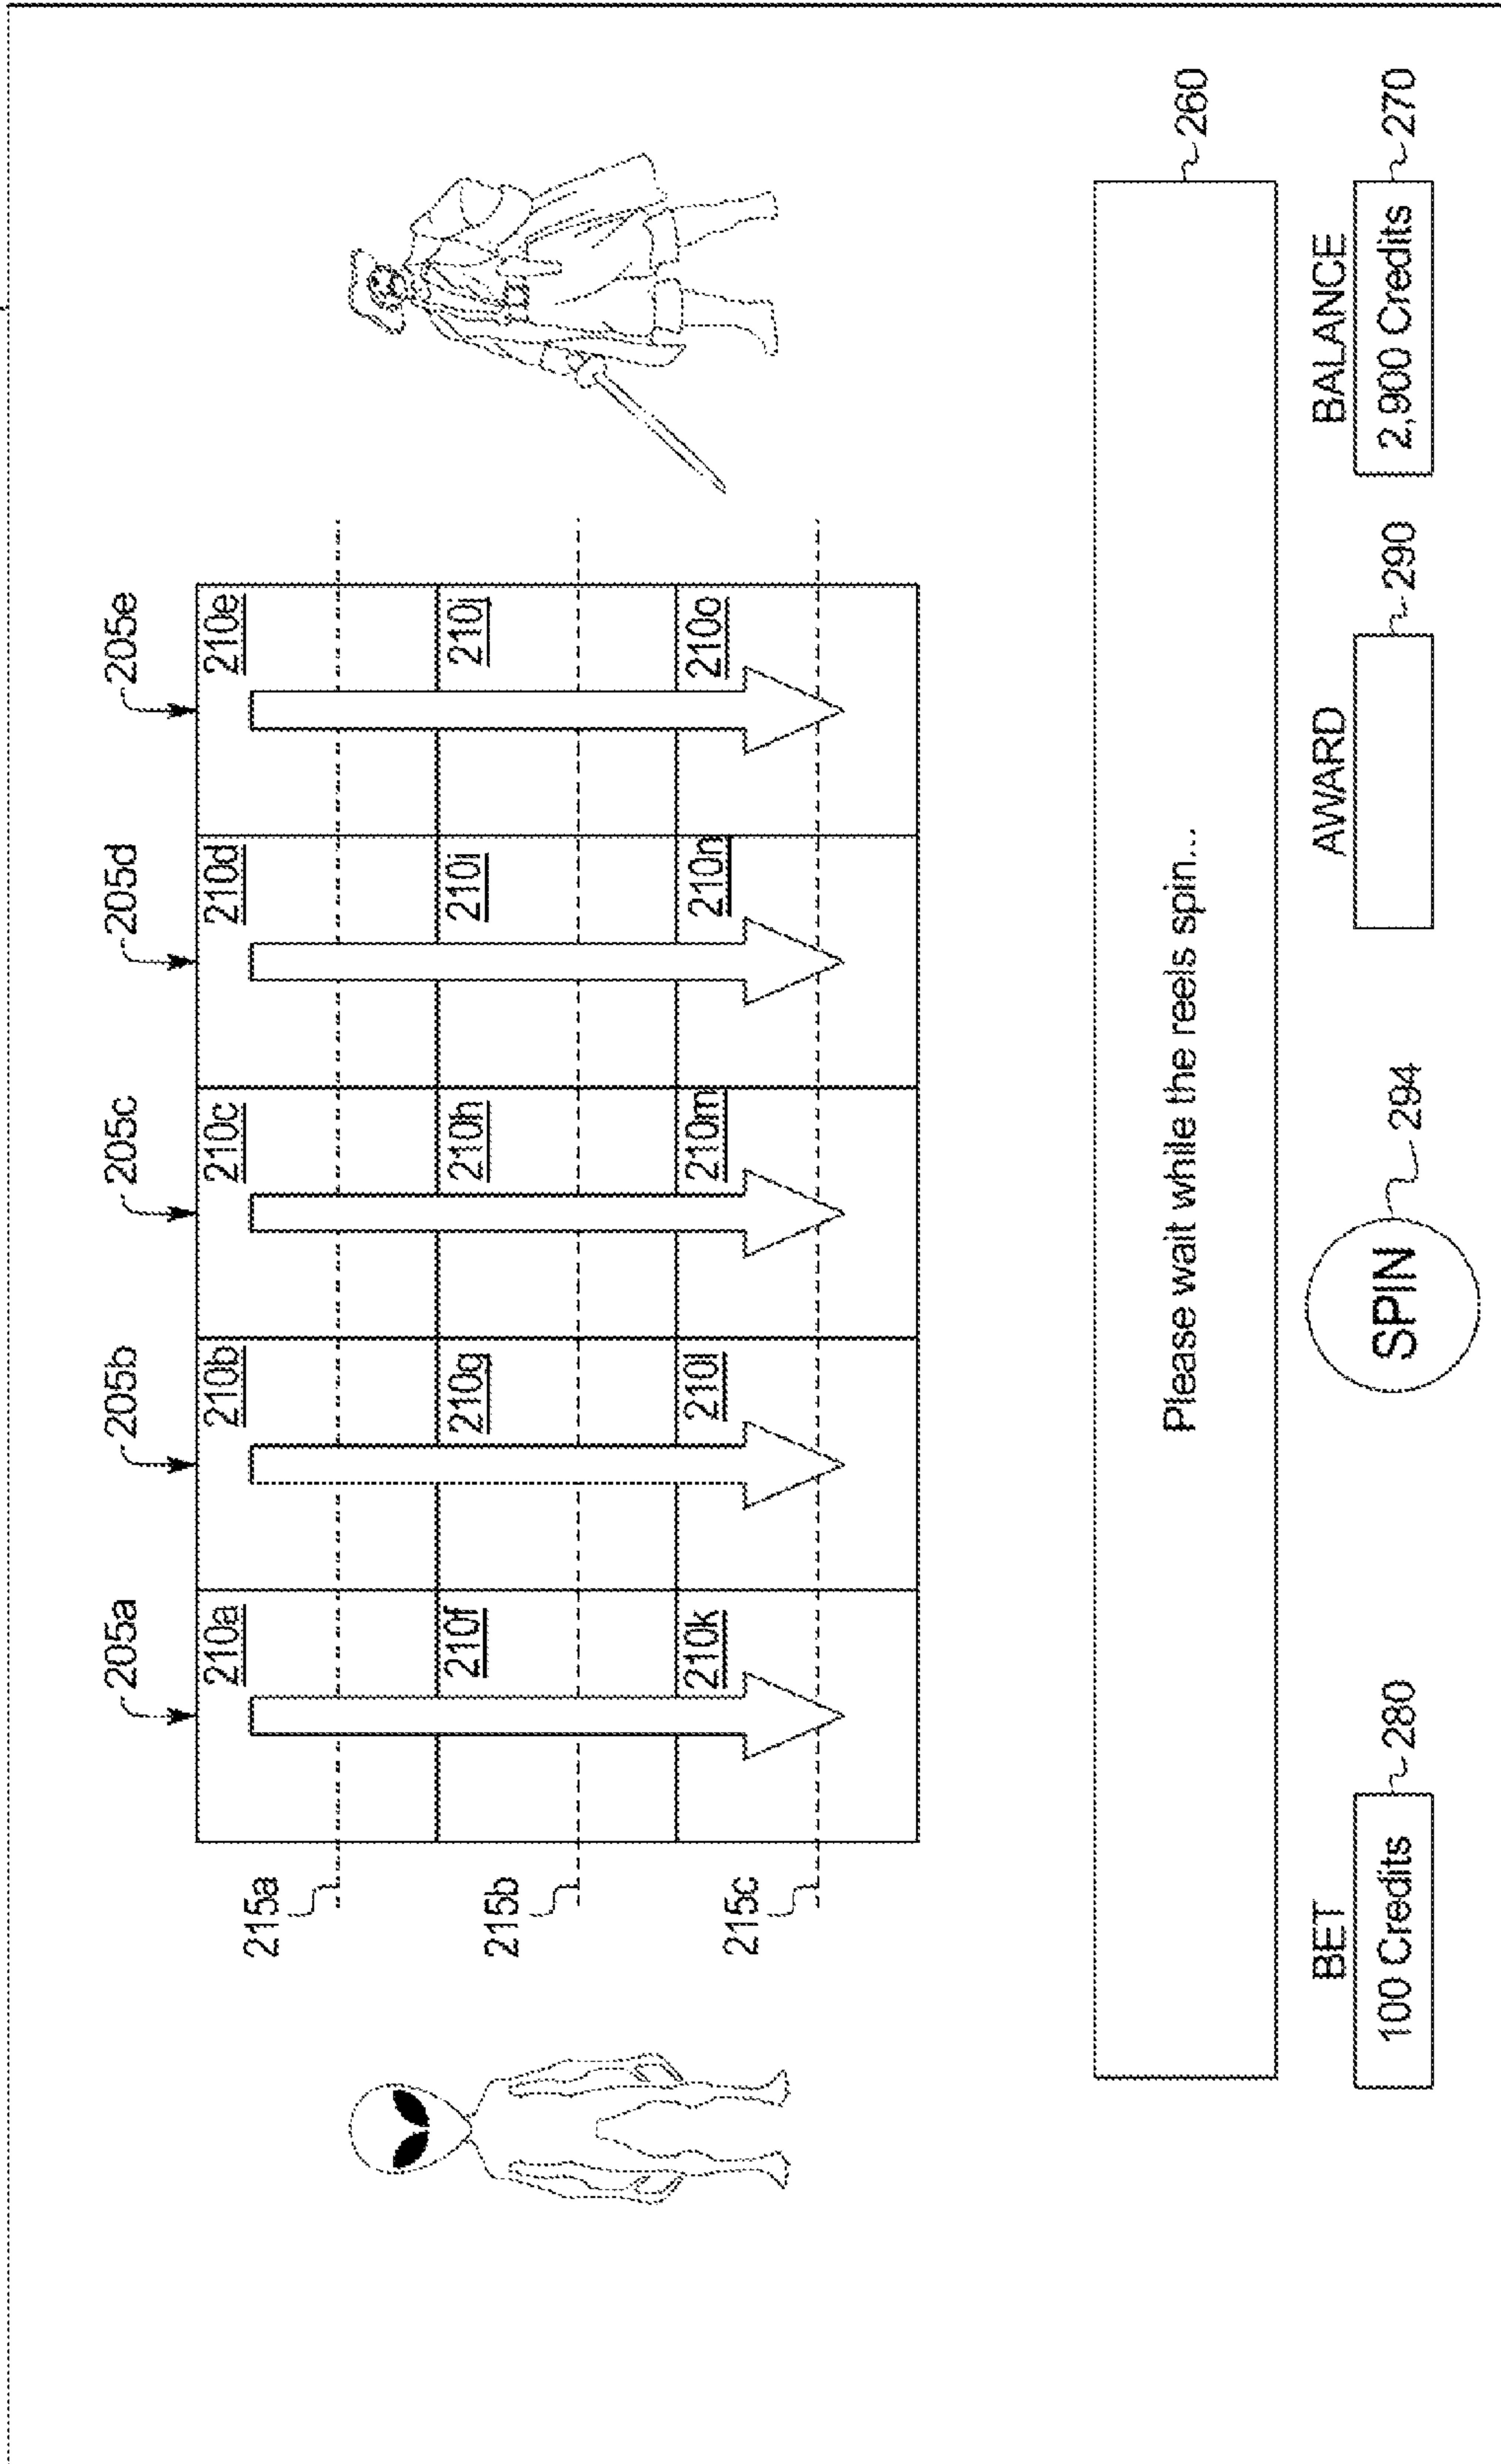 205a 205b 205c 205d 205e
210a 210b 210c 210d 210e
215a
210f 210g 210h 210i 210j
215b
210k 210l 210m 210n 210o
215c
Please wait while the reels spin...
260
BET AWARD BALANCE
100 Credits 280 SPIN 294 290 2,900 Credits 270